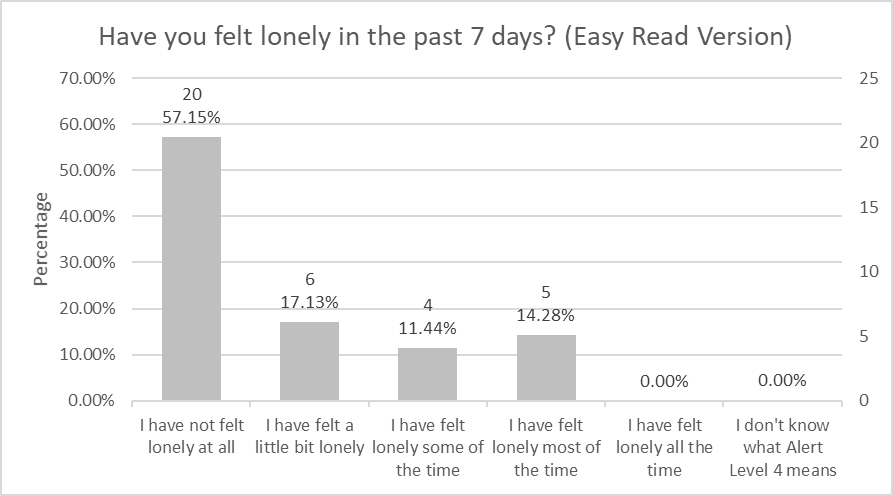 Have you felt lonely in the past 7 days? (Easy Read Version)
70.00%
60.00%
50.00%
40.00%
30.00%
20.00%
10.00%
0.00%
Percentage
20
57.15%
6
17.13%
4
11.44%
5
14.28%
0.00%
0.00%
25
20
15
10
5
0
I have not felt
lonely at all
I have felt a
little bit lonely
I have felt
lonely some of
the time
I have felt
lonely most of
the time
I have felt
lonely all the
time
I don't know
what Alert
Level 4 means